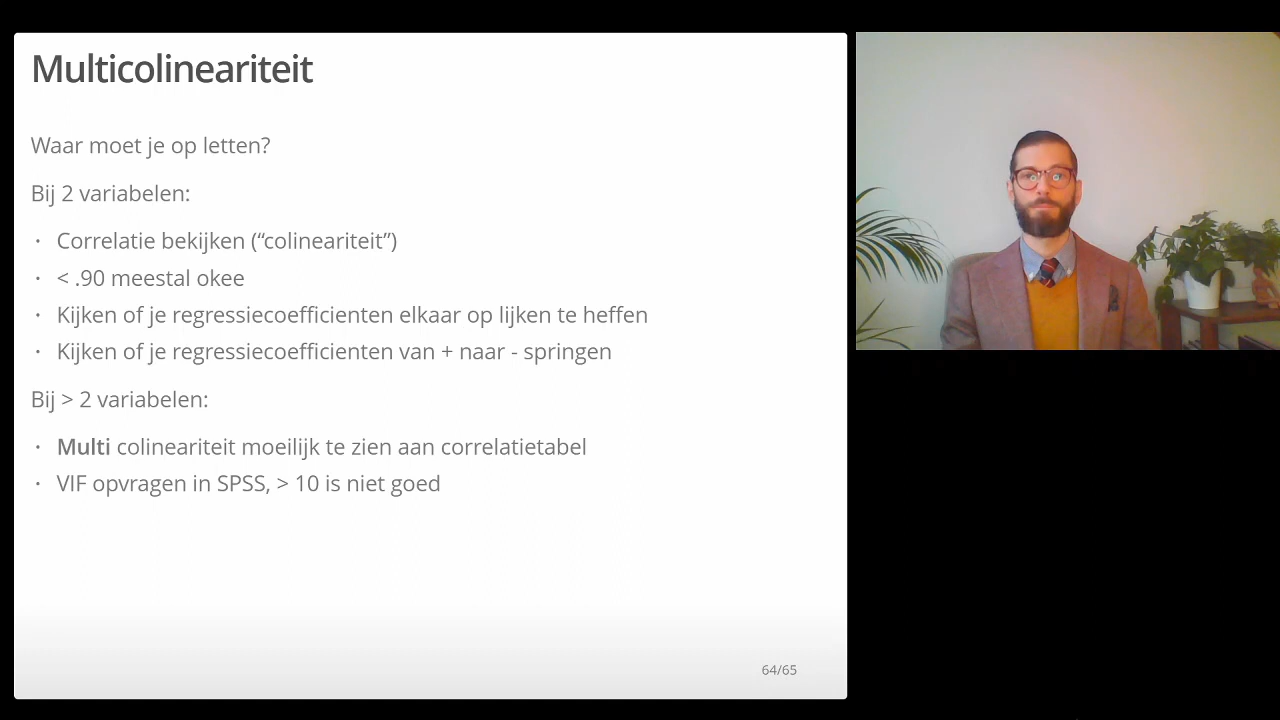 Multicolineariteit
Waar moet je op letten?
Bij 2 variabelen:
· Correlatie bekijken (“colineariteit”)
· < .90 meestal okee
· Kijken of je regressiecoefficienten elkaar op lijken te heffen
· Kijken of je regressiecoefficienten van + naar - springen
Bij > 2 variabelen:
· Multi colineariteit moeilijk te zien aan correlatietabel
· VIF opvragen in SPSS, > 10 is niet goed
64/65